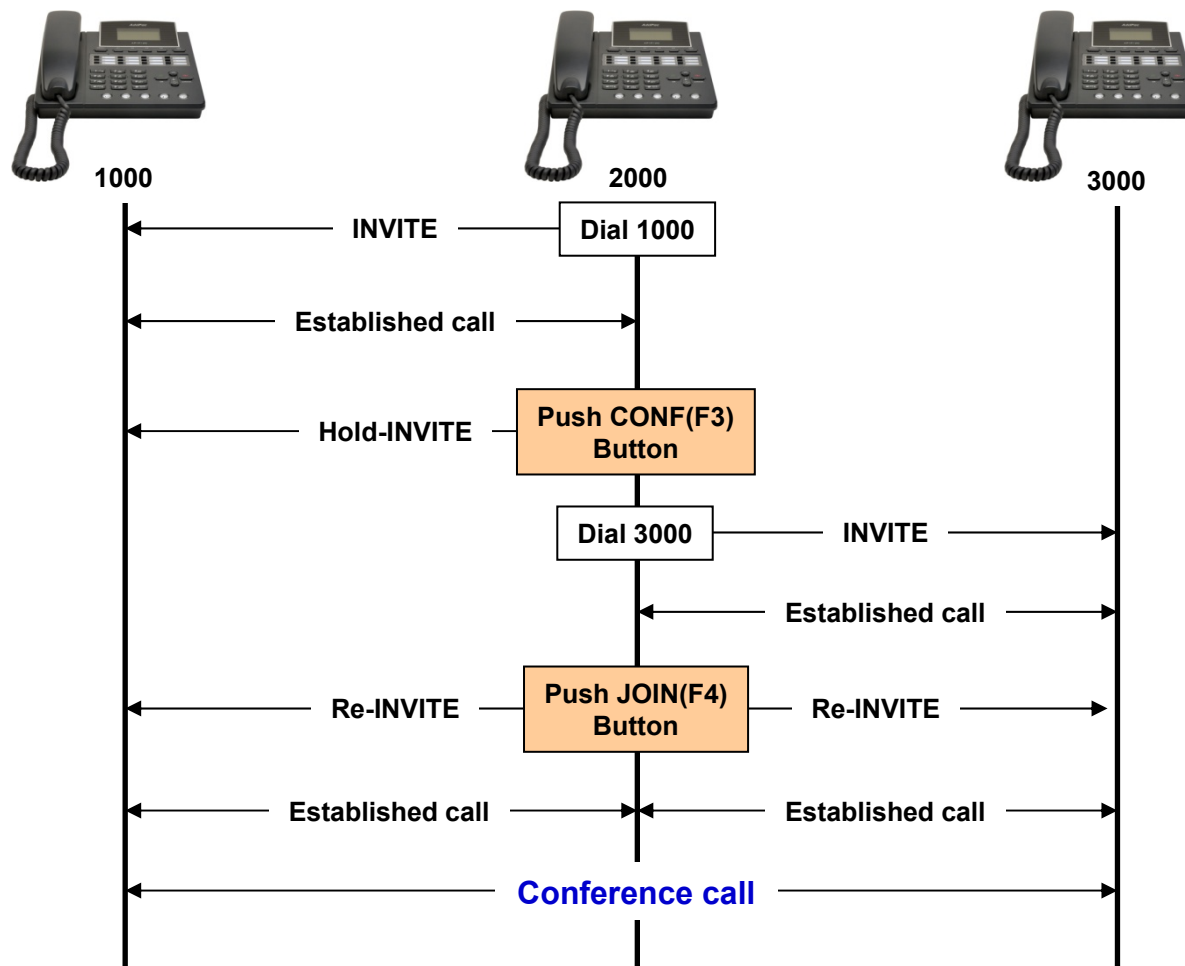 1000
2000
3000
INVITE
Dial 1000
Established call
Hold-INVITE
Push CONF(F3)
Button
Dial 3000
INVITE
Established call
Re-INVITE
Push JOIN(F4)
Button
Re-INVITE
Established call
Established call
Conference call